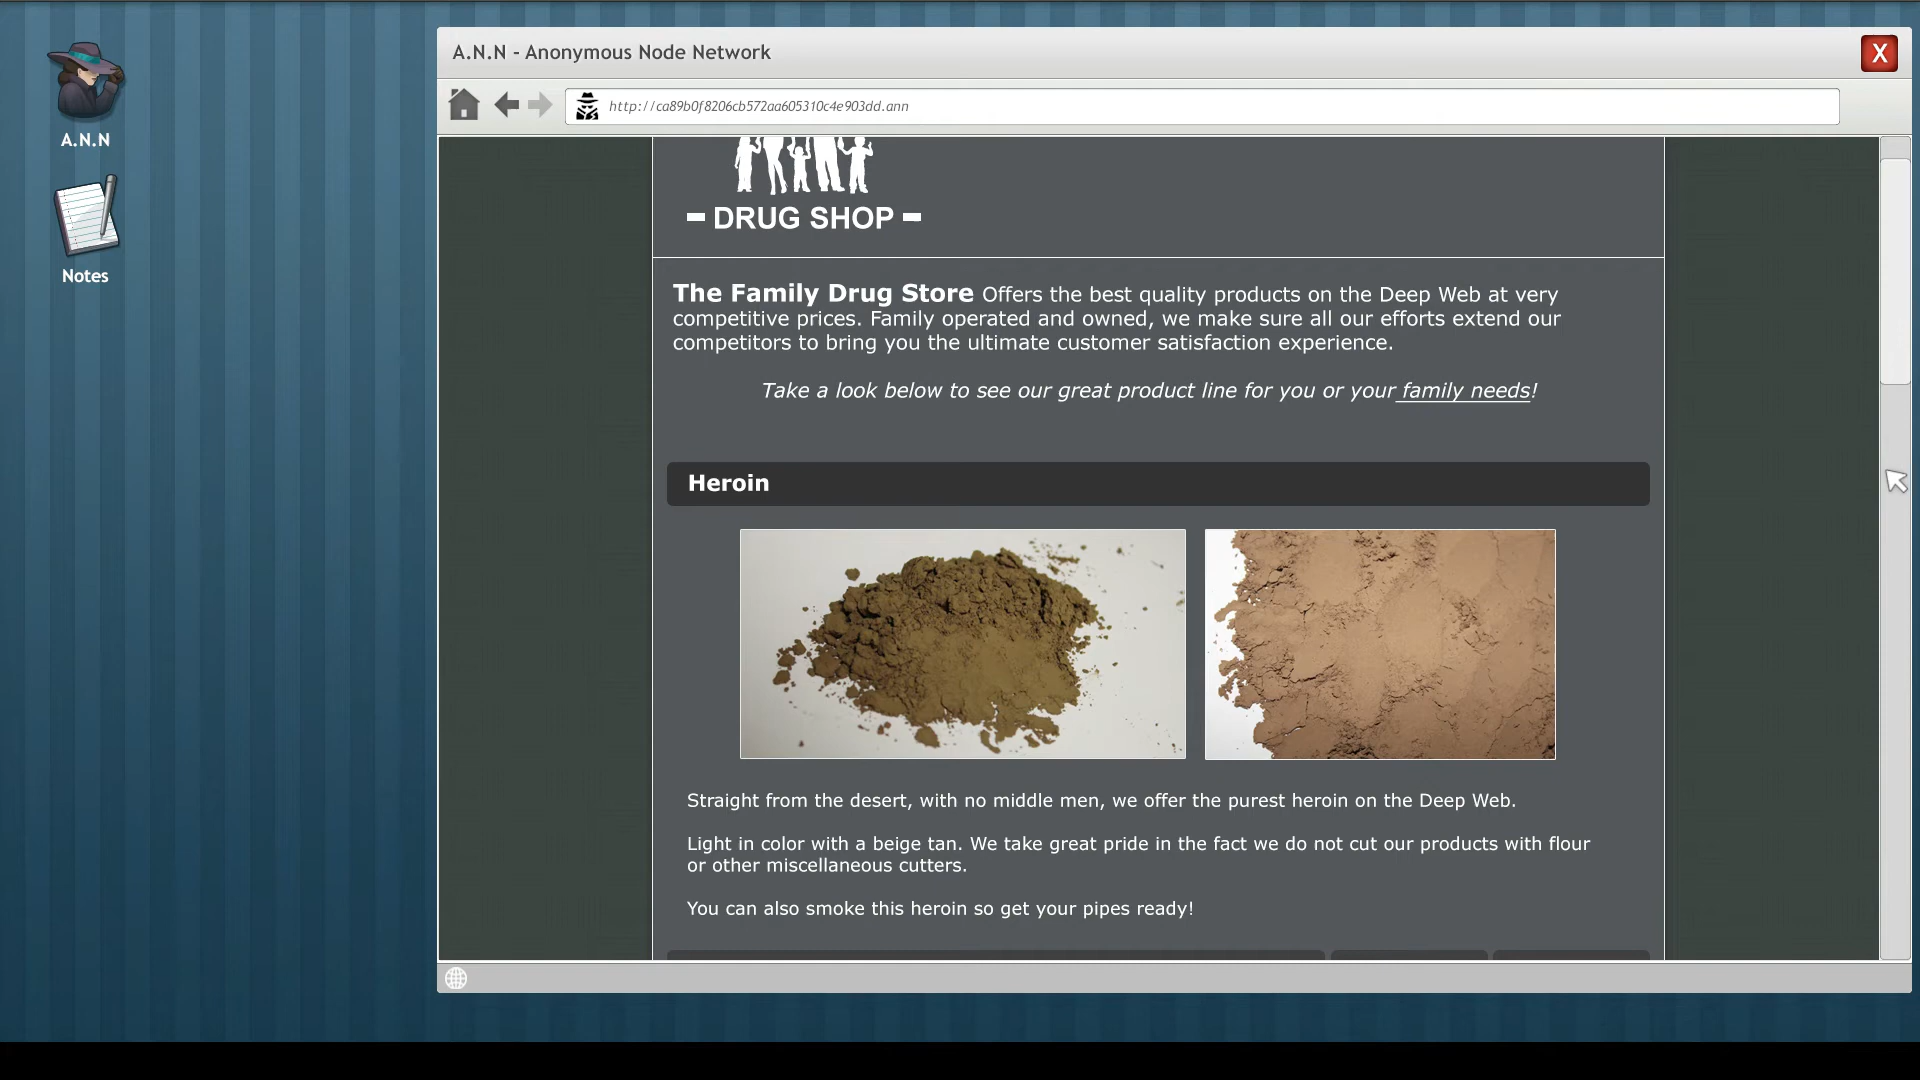 A.N.N - Anonymous Node Network
X
http://ca89b0f8206cb572aa605310c4e903dd.ann
A.N.N
Notes
- DRUG SHOP -
The Family Drug Store Offers the best quality products on the Deep Web at very
competitive prices. Family operated and owned, we make sure all our efforts extend our
competitors to bring you the ultimate customer satisfaction experience.
Take a look below to see our great product line for you or your family needs!
Heroin
Straight from the desert, with no middle men, we offer the purest heroin on the Deep Web.
Light in color with a beige tan. We take great pride in the fact we do not cut our products with flour
or other miscellaneous cutters.
You can also smoke this heroin so get your pipes ready!